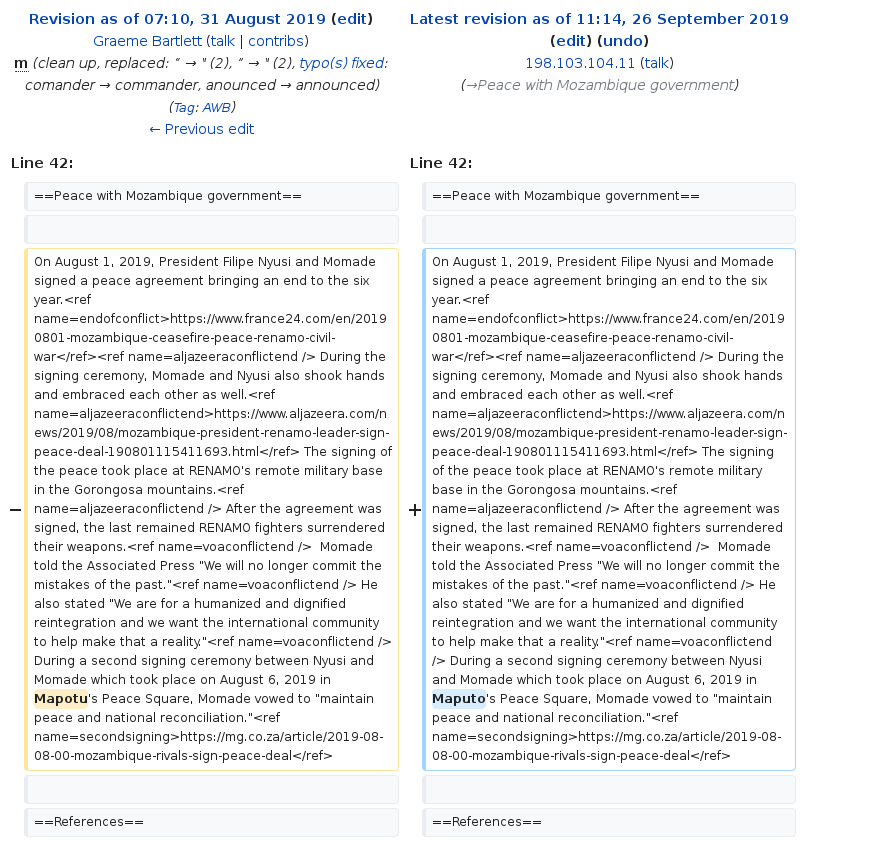 Revision as of 07:10, 31 August 2019 (edit)
Graeme Bartlett (talk | contribs)
m (clean up, replaced: “ → " (2), ” → " (2), typo(s) fixed:
comander → commander, anounced → announced)
(Tag: AWB)
← Previous edit
Line 42:
==Peace with Mozambique government==
−
On August 1, 2019, President Filipe Nyusi and Momade
signed a peace agreement bringing an end to the six
year.<ref
name=endofconflict>https://www.france24.com/en/2019
0801-mozambique-ceasefire-peace-renamo-civil-
war</ref><ref name=aljazeeraconflictend /> During the
signing ceremony, Momade and Nyusi also shook hands
and embraced each other as well.<ref
name=aljazeeraconflictend>https://www.aljazeera.com/n
ews/2019/08/mozambique-president-renamo-leader-sign-
peace-deal-190801115411693.html</ref> The signing of
the peace took place at RENAMO's remote military base
in the Gorongosa mountains.<ref
name=aljazeeraconflictend /> After the agreement was
signed, the last remained RENAMO fighters surrendered
their weapons.<ref name=voaconflictend />  Momade
told the Associated Press "We will no longer commit the
mistakes of the past."<ref name=voaconflictend /> He
also stated "We are for a humanized and dignified
reintegration and we want the international community
to help make that a reality."<ref name=voaconflictend />
During a second signing ceremony between Nyusi and
Momade which took place on August 6, 2019 in
Mapotu's Peace Square, Momade vowed to "maintain
peace and national reconciliation."<ref
name=secondsigning>https://mg.co.za/article/2019-08-
08-00-mozambique-rivals-sign-peace-deal</ref>
==References==
Latest revision as of 11:14, 26 September 2019
(edit) (undo)
198.103.104.11 (talk)
(→Peace with Mozambique government)
Line 42:
==Peace with Mozambique government==
+
On August 1, 2019, President Filipe Nyusi and Momade
signed a peace agreement bringing an end to the six
year.<ref
name=endofconflict>https://www.france24.com/en/2019
0801-mozambique-ceasefire-peace-renamo-civil-
war</ref><ref name=aljazeeraconflictend /> During the
signing ceremony, Momade and Nyusi also shook hands
and embraced each other as well.<ref
name=aljazeeraconflictend>https://www.aljazeera.com/n
ews/2019/08/mozambique-president-renamo-leader-sign-
peace-deal-190801115411693.html</ref> The signing
of the peace took place at RENAMO's remote military
base in the Gorongosa mountains.<ref
name=aljazeeraconflictend /> After the agreement was
signed, the last remained RENAMO fighters surrendered
their weapons.<ref name=voaconflictend />  Momade
told the Associated Press "We will no longer commit the
mistakes of the past."<ref name=voaconflictend /> He
also stated "We are for a humanized and dignified
reintegration and we want the international community
to help make that a reality."<ref name=voaconflictend
/> During a second signing ceremony between Nyusi
and Momade which took place on August 6, 2019 in
Maputo's Peace Square, Momade vowed to "maintain
peace and national reconciliation."<ref
name=secondsigning>https://mg.co.za/article/2019-08-
08-00-mozambique-rivals-sign-peace-deal</ref>
==References==